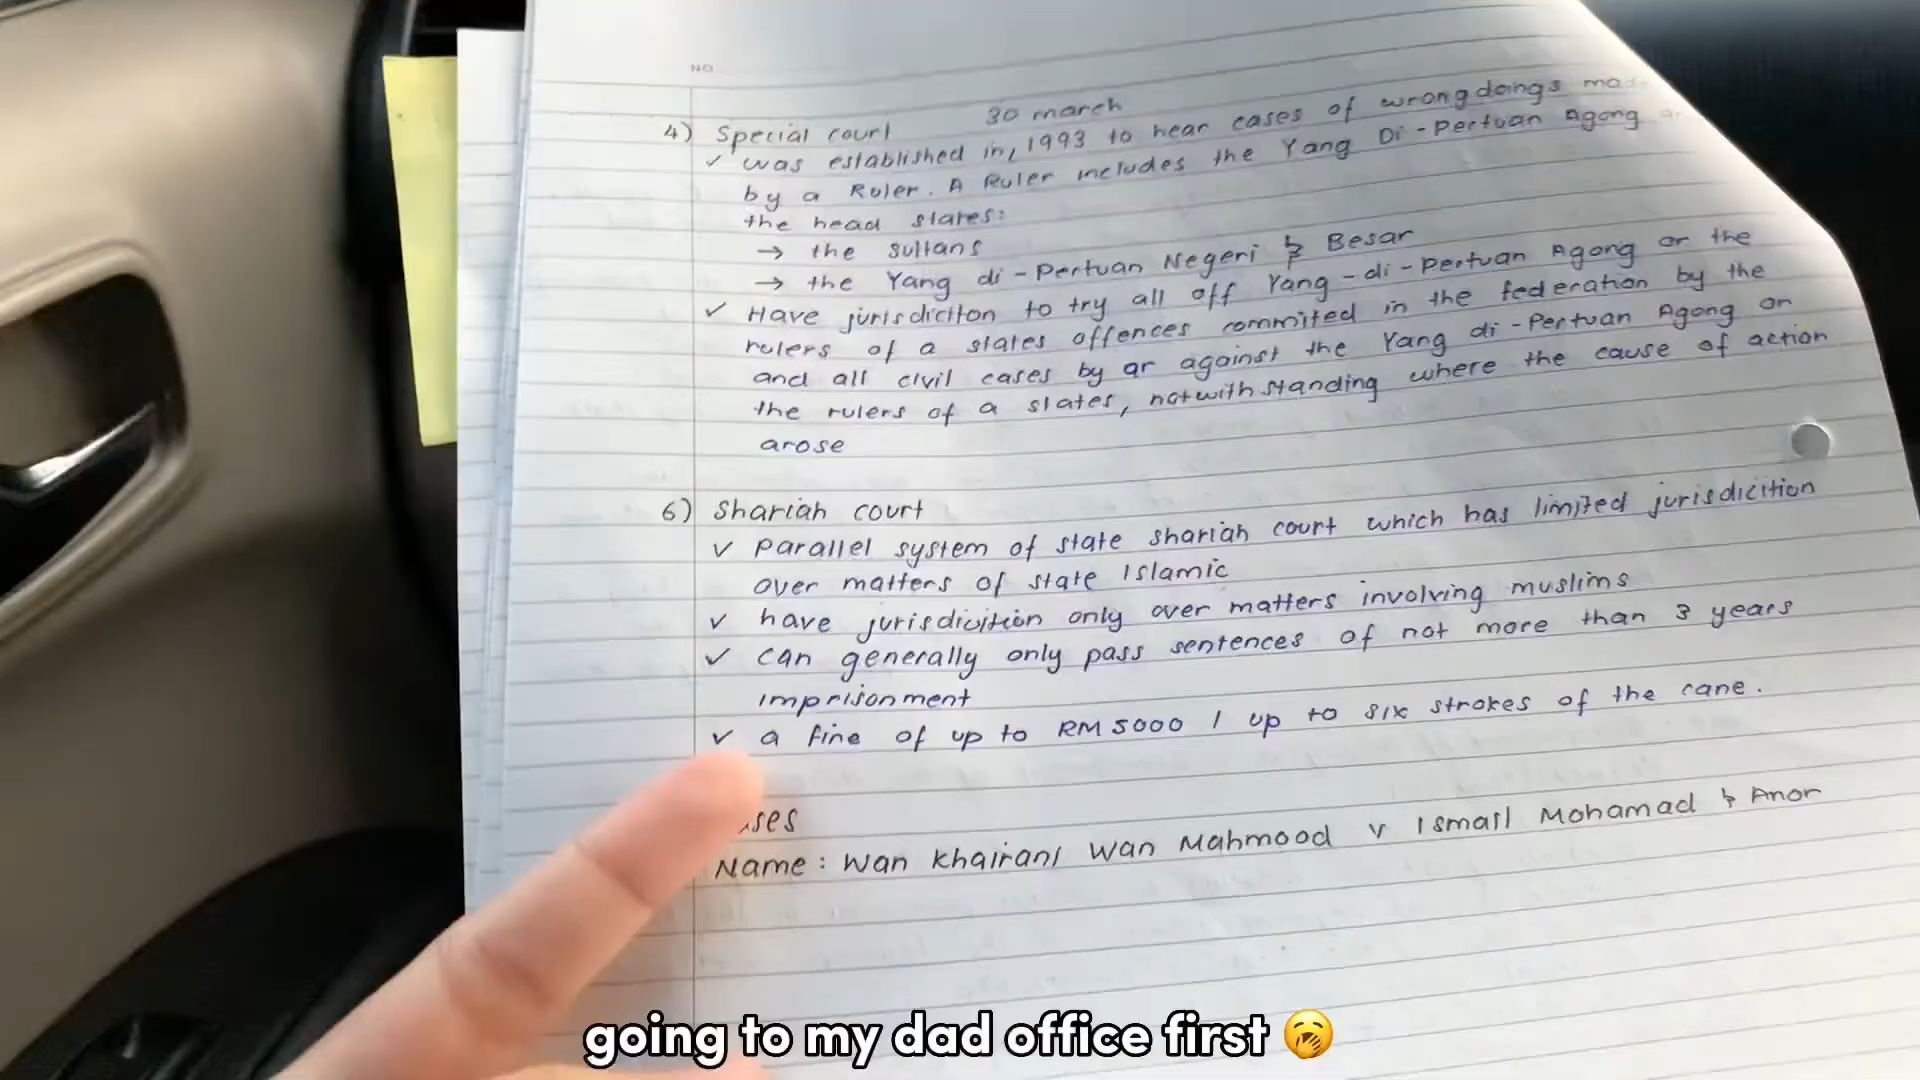 NO
30 march
4) Special court
✓ was established in, 1993 to hear cases of wrongdoings
by a Ruler. A Ruler includes the Yang Di-Pertuan Agong
the head states:
→ the sultans
→ the Yang di-Pertuan Negeri & Besar
✓ Have jurisdiction to try all off Yang-di-Pertuan Agong or the
rulers of a states offences commited in the federation by the
and all civil cases by or against the Yang di-Pertuan Agong on
the rulers of a states, notwithstanding where the cause of action
arose
6) Shariah court
✓ Parallel system of state shariah court which has limited jurisdicition
over matters of state Islamic
✓ have jurisdicition only over matters involving muslims
✓ can generally only pass sentences of not more than 3 years
imprisonment
✓ a fine of up to RM5000 / up to six strokes of the cane.
Name: Wan Khairani Wan Mahmood v Ismail Mohamad & Anor
going to my dad office first 🥱